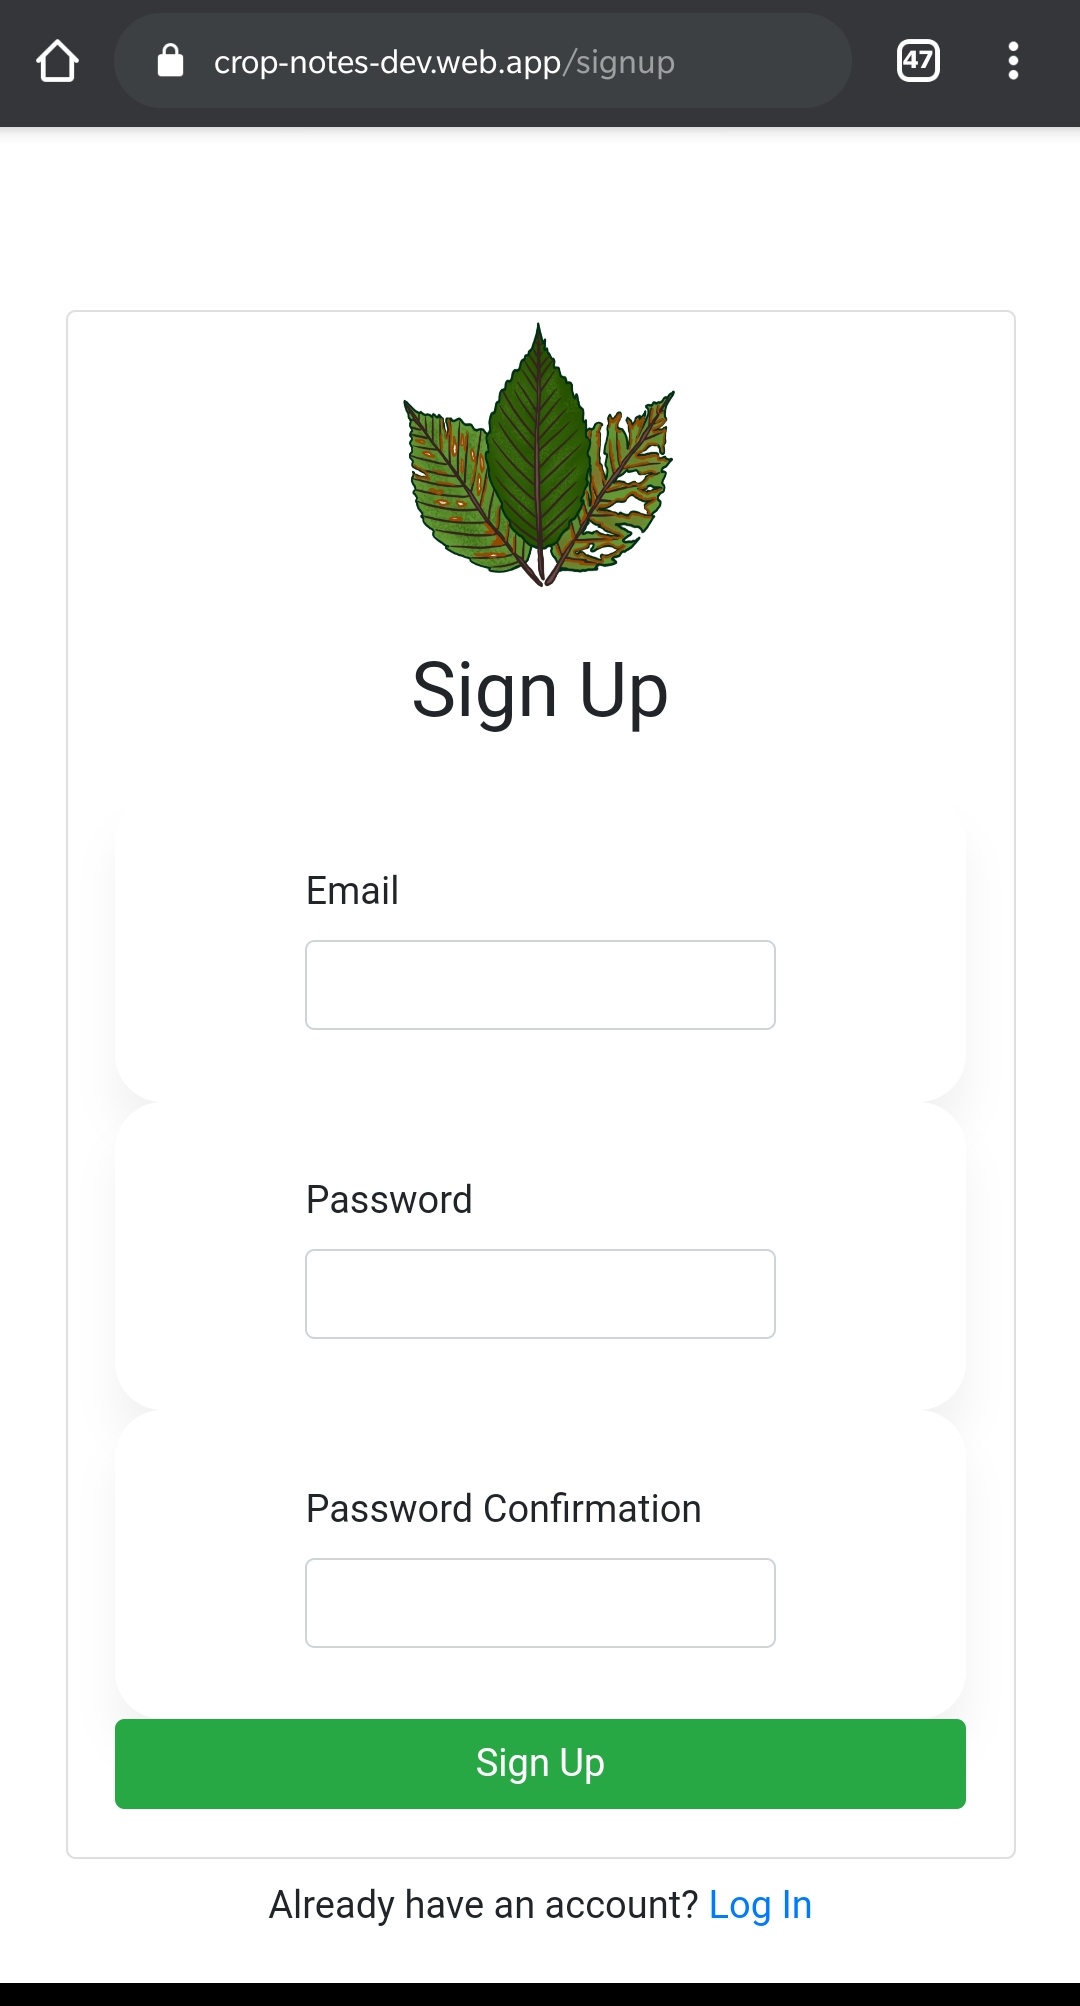 crop-notes-dev.web.app/signup
47
Sign Up
Email
Password
Password Confirmation
Sign Up
Already have an account? Log In